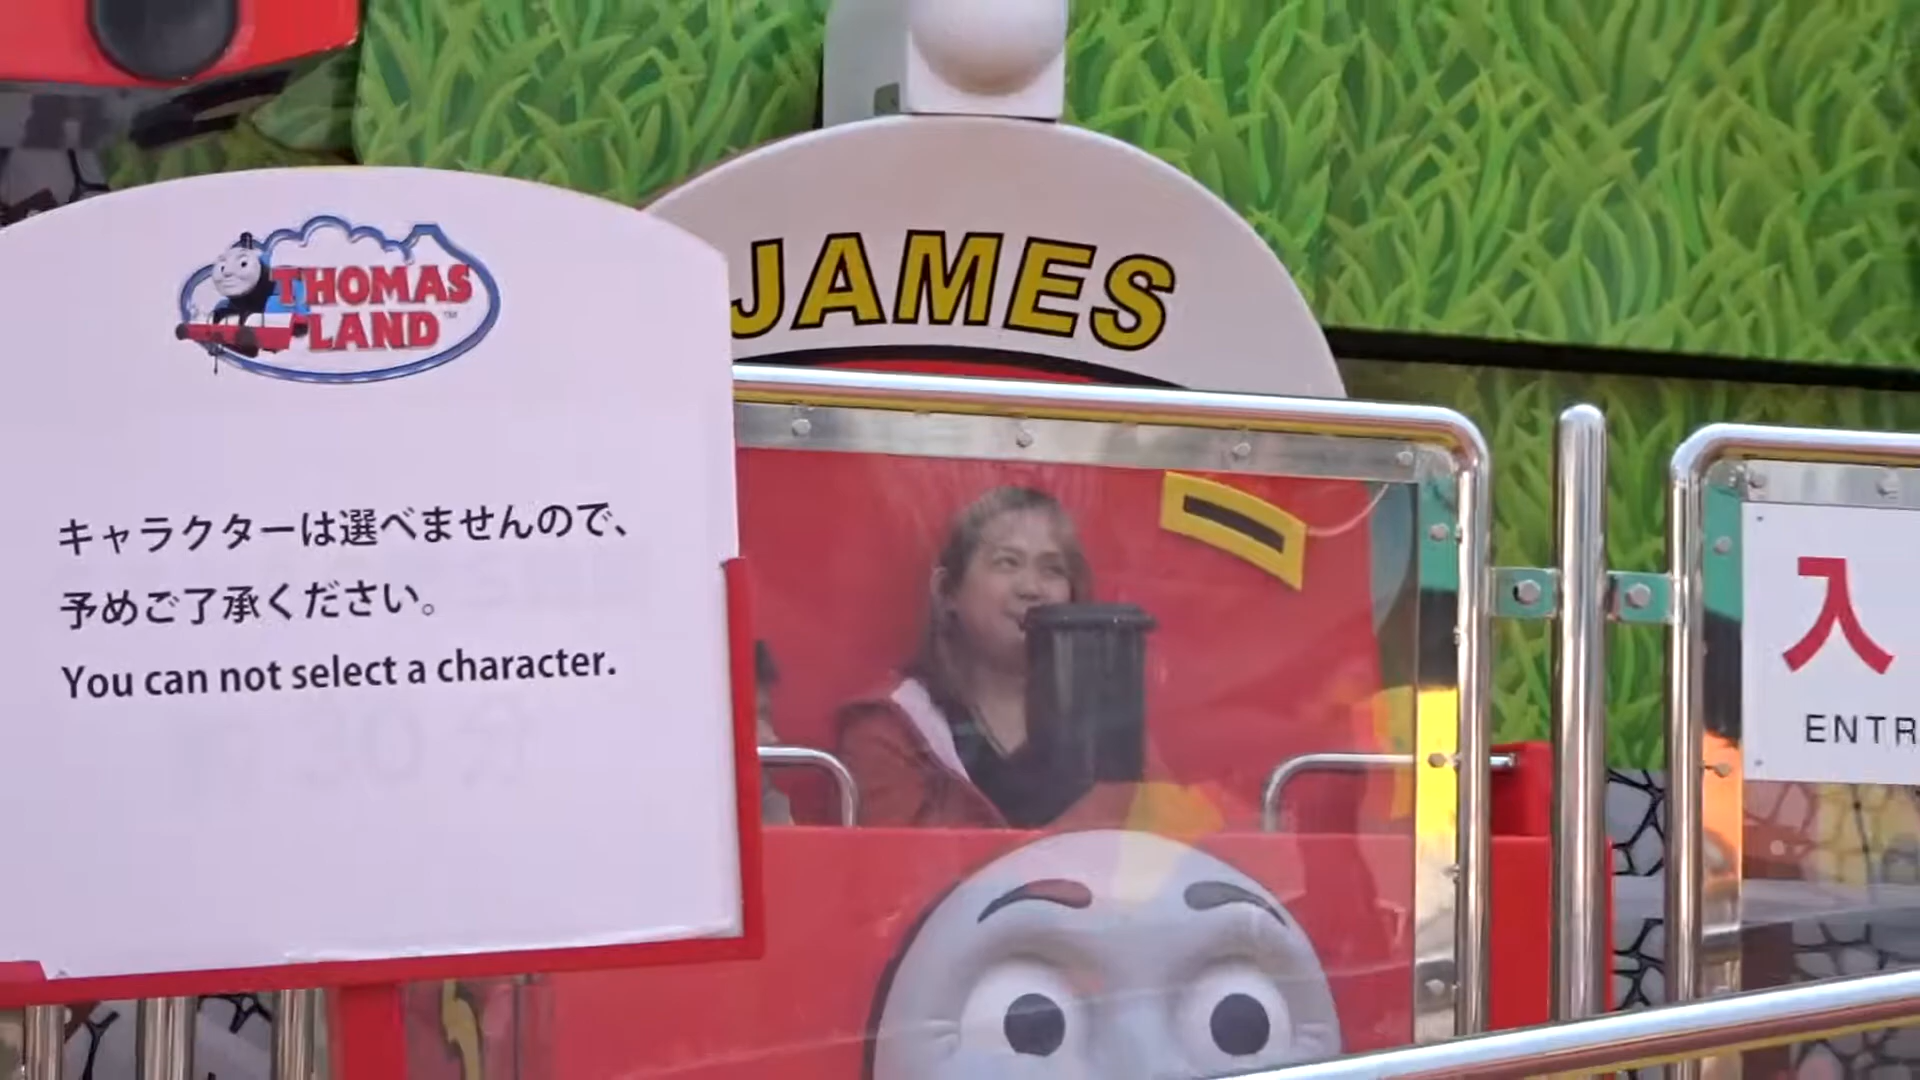 THOMAS
LAND™
キャラクターは選べませんので、
予めご了承ください。
You can not select a character.
JAMES
入
ENTR